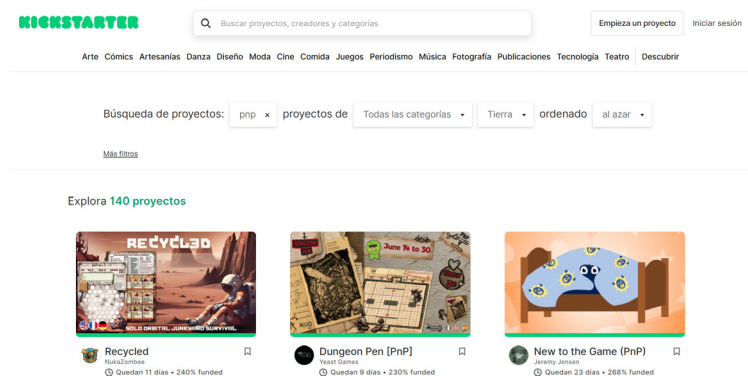 KICKSTARTER
Buscar proyectos, creadores y categorías
Empieza un proyecto
Iniciar sesión
Arte Cómics Artesanías Danza Diseño Moda Cine Comida Juegos Periodismo Música Fotografía Publicaciones Tecnología Teatro Descubrir
Búsqueda de proyectos: pnp × proyectos de Todas las categorías Tierra ordenado al azar
Más filtros
Explora 140 proyectos
RECYCL3D
SOLO ORBITAL JUNKYARD SURVIVAL
June 14 to 30
Recycled
NukaZombes
Quedan 11 días • 240% funded
Dungeon Pen [PnP]
Yeast Games
Quedan 9 días • 230% funded
New to the Game (PnP)
Jeremy Jensen
Quedan 23 días • 268% funded